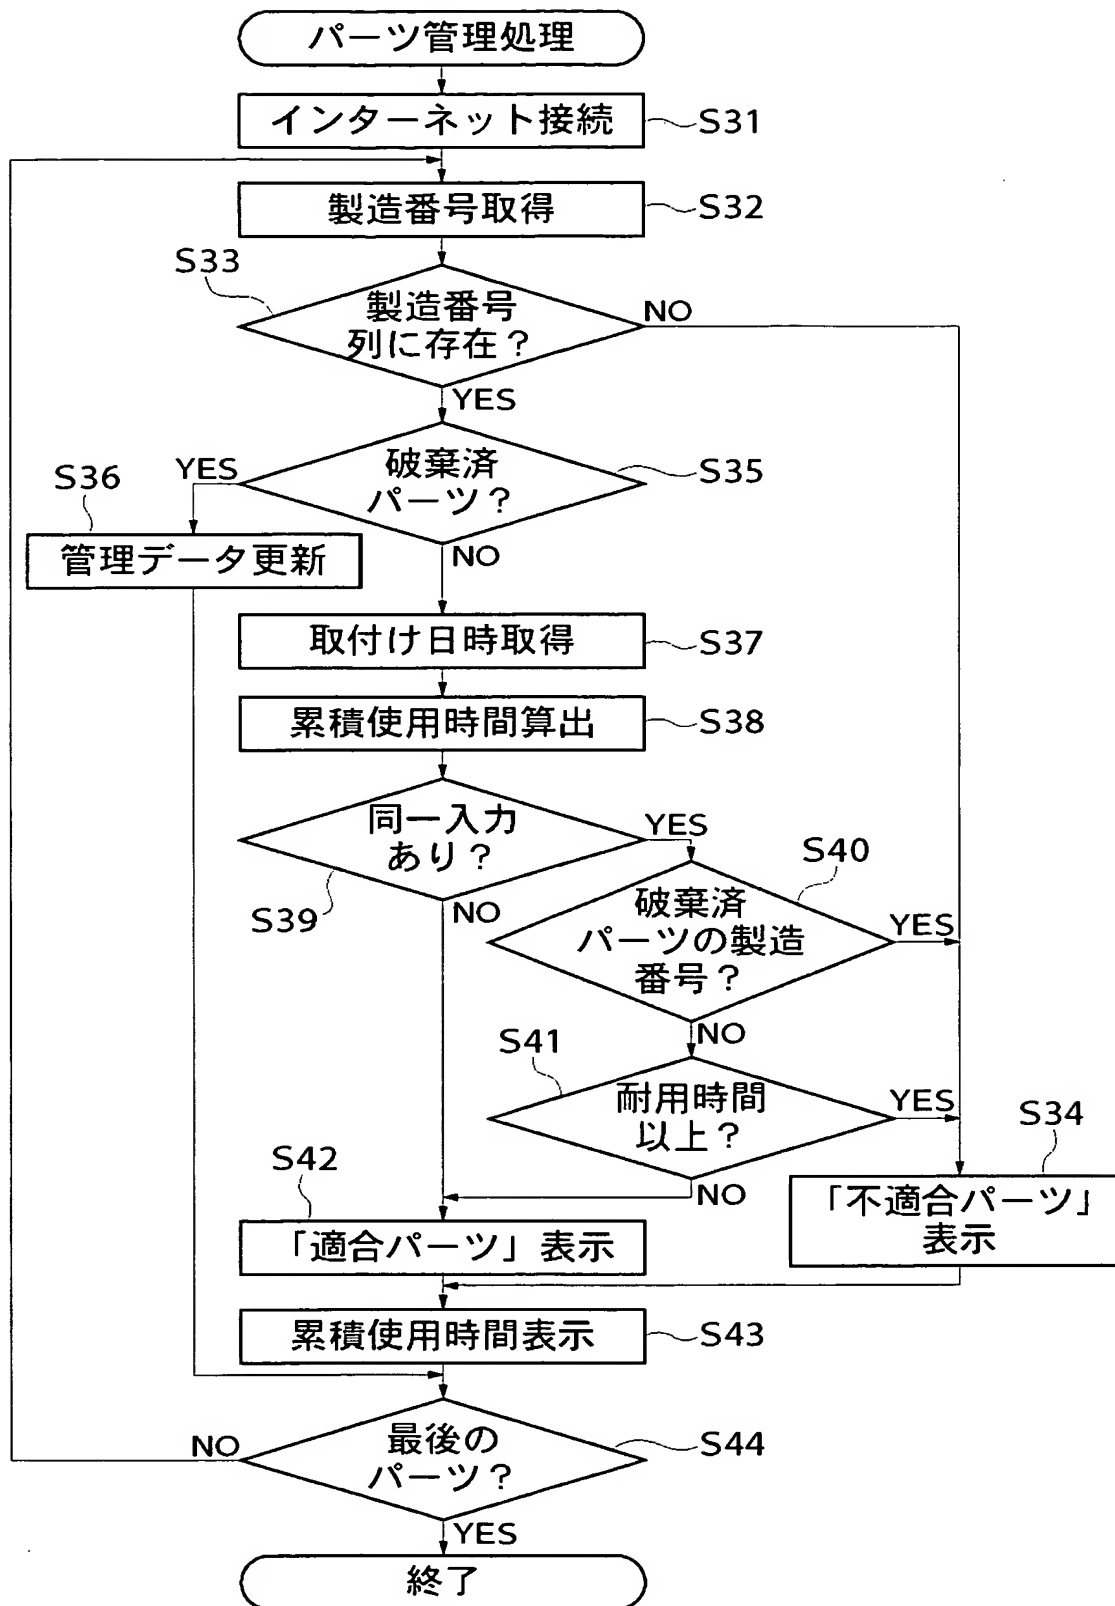 パーツ管理処理
インターネット接続
S31
製造番号取得
S32
S33
製造番号
列に存在?
NO
YES
破棄済
パーツ?
S35
YES
S36
管理データ更新
NO
取付け日時取得
S37
累積使用時間算出
S38
同一入力
あり?
YES
S39
NO
S40
破棄済
パーツの製造
番号?
YES
NO
S41
耐用時間
以上?
YES
NO
S34
「不適合パーツ」
表示
S42
「適合パーツ」表示
累積使用時間表示
S43
最後の
パーツ?
S44
NO
YES
終了